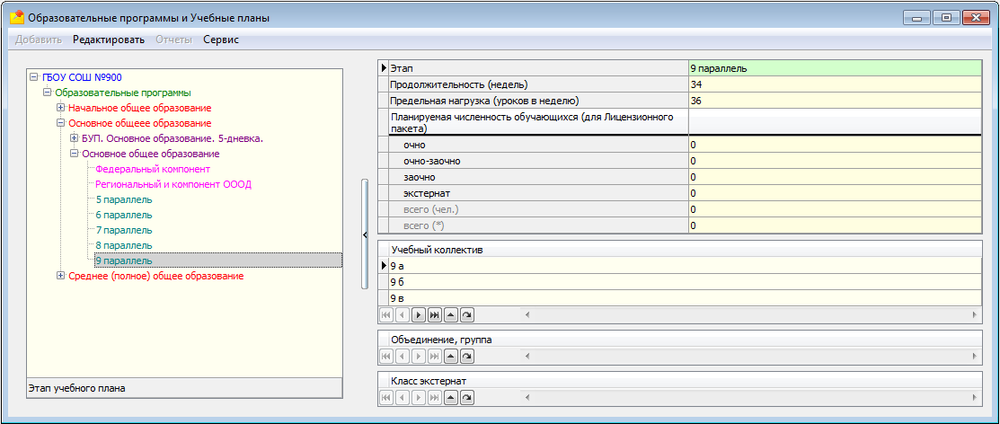 Образовательные программы и Учебные планы
Добавить Редактировать Отчеты Сервис
ГБОУ СОШ №900
Образовательные программы
Начальное общее образование
Основное общеее образование
БУП. Основное образование. 5-дневка.
Основное общее образование
Федеральный компонент
Региональный и компонент ОООД
5 параллель
6 параллель
7 параллель
8 параллель
9 параллель
Среднее (полное) общее образование
Этап учебного плана
Этап 9 параллель
Продолжительность (недель) 34
Предельная нагрузка (уроков в неделю) 36
Планируемая численность обучающихся (для Лицензионного
пакета)
очно 0
очно-заочно 0
заочно 0
экстернат 0
всего (чел.) 0
всего (*) 0
Учебный коллектив
9 а
9 б
9 в
Объединение, группа
Класс экстернат